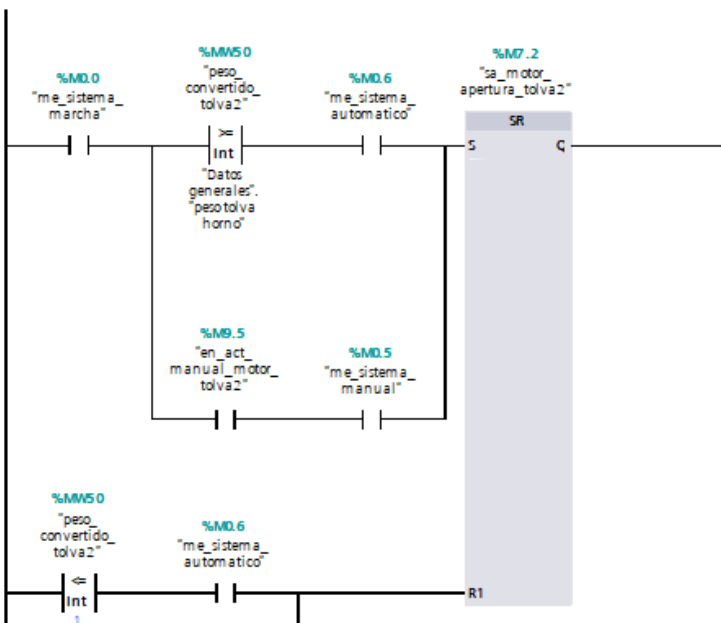 %M0.0
"me_sistema_
marcha"
%MW50
"peso_
convertido_
tolva2"
>=
Int
"Datos
generales".
"peso tolva
horno"
%M0.6
"me_sistema_
automatico"
%M7.2
"sa_motor_
apertura_tolva2"
SR
S
Q
%M9.5
"en_act_
manual_motor_
tolva2"
%M0.5
"me_sistema_
manual"
%MW50
"peso_
convertido_
tolva2"
<=
Int
1
%M0.6
"me_sistema_
automatico"
R1